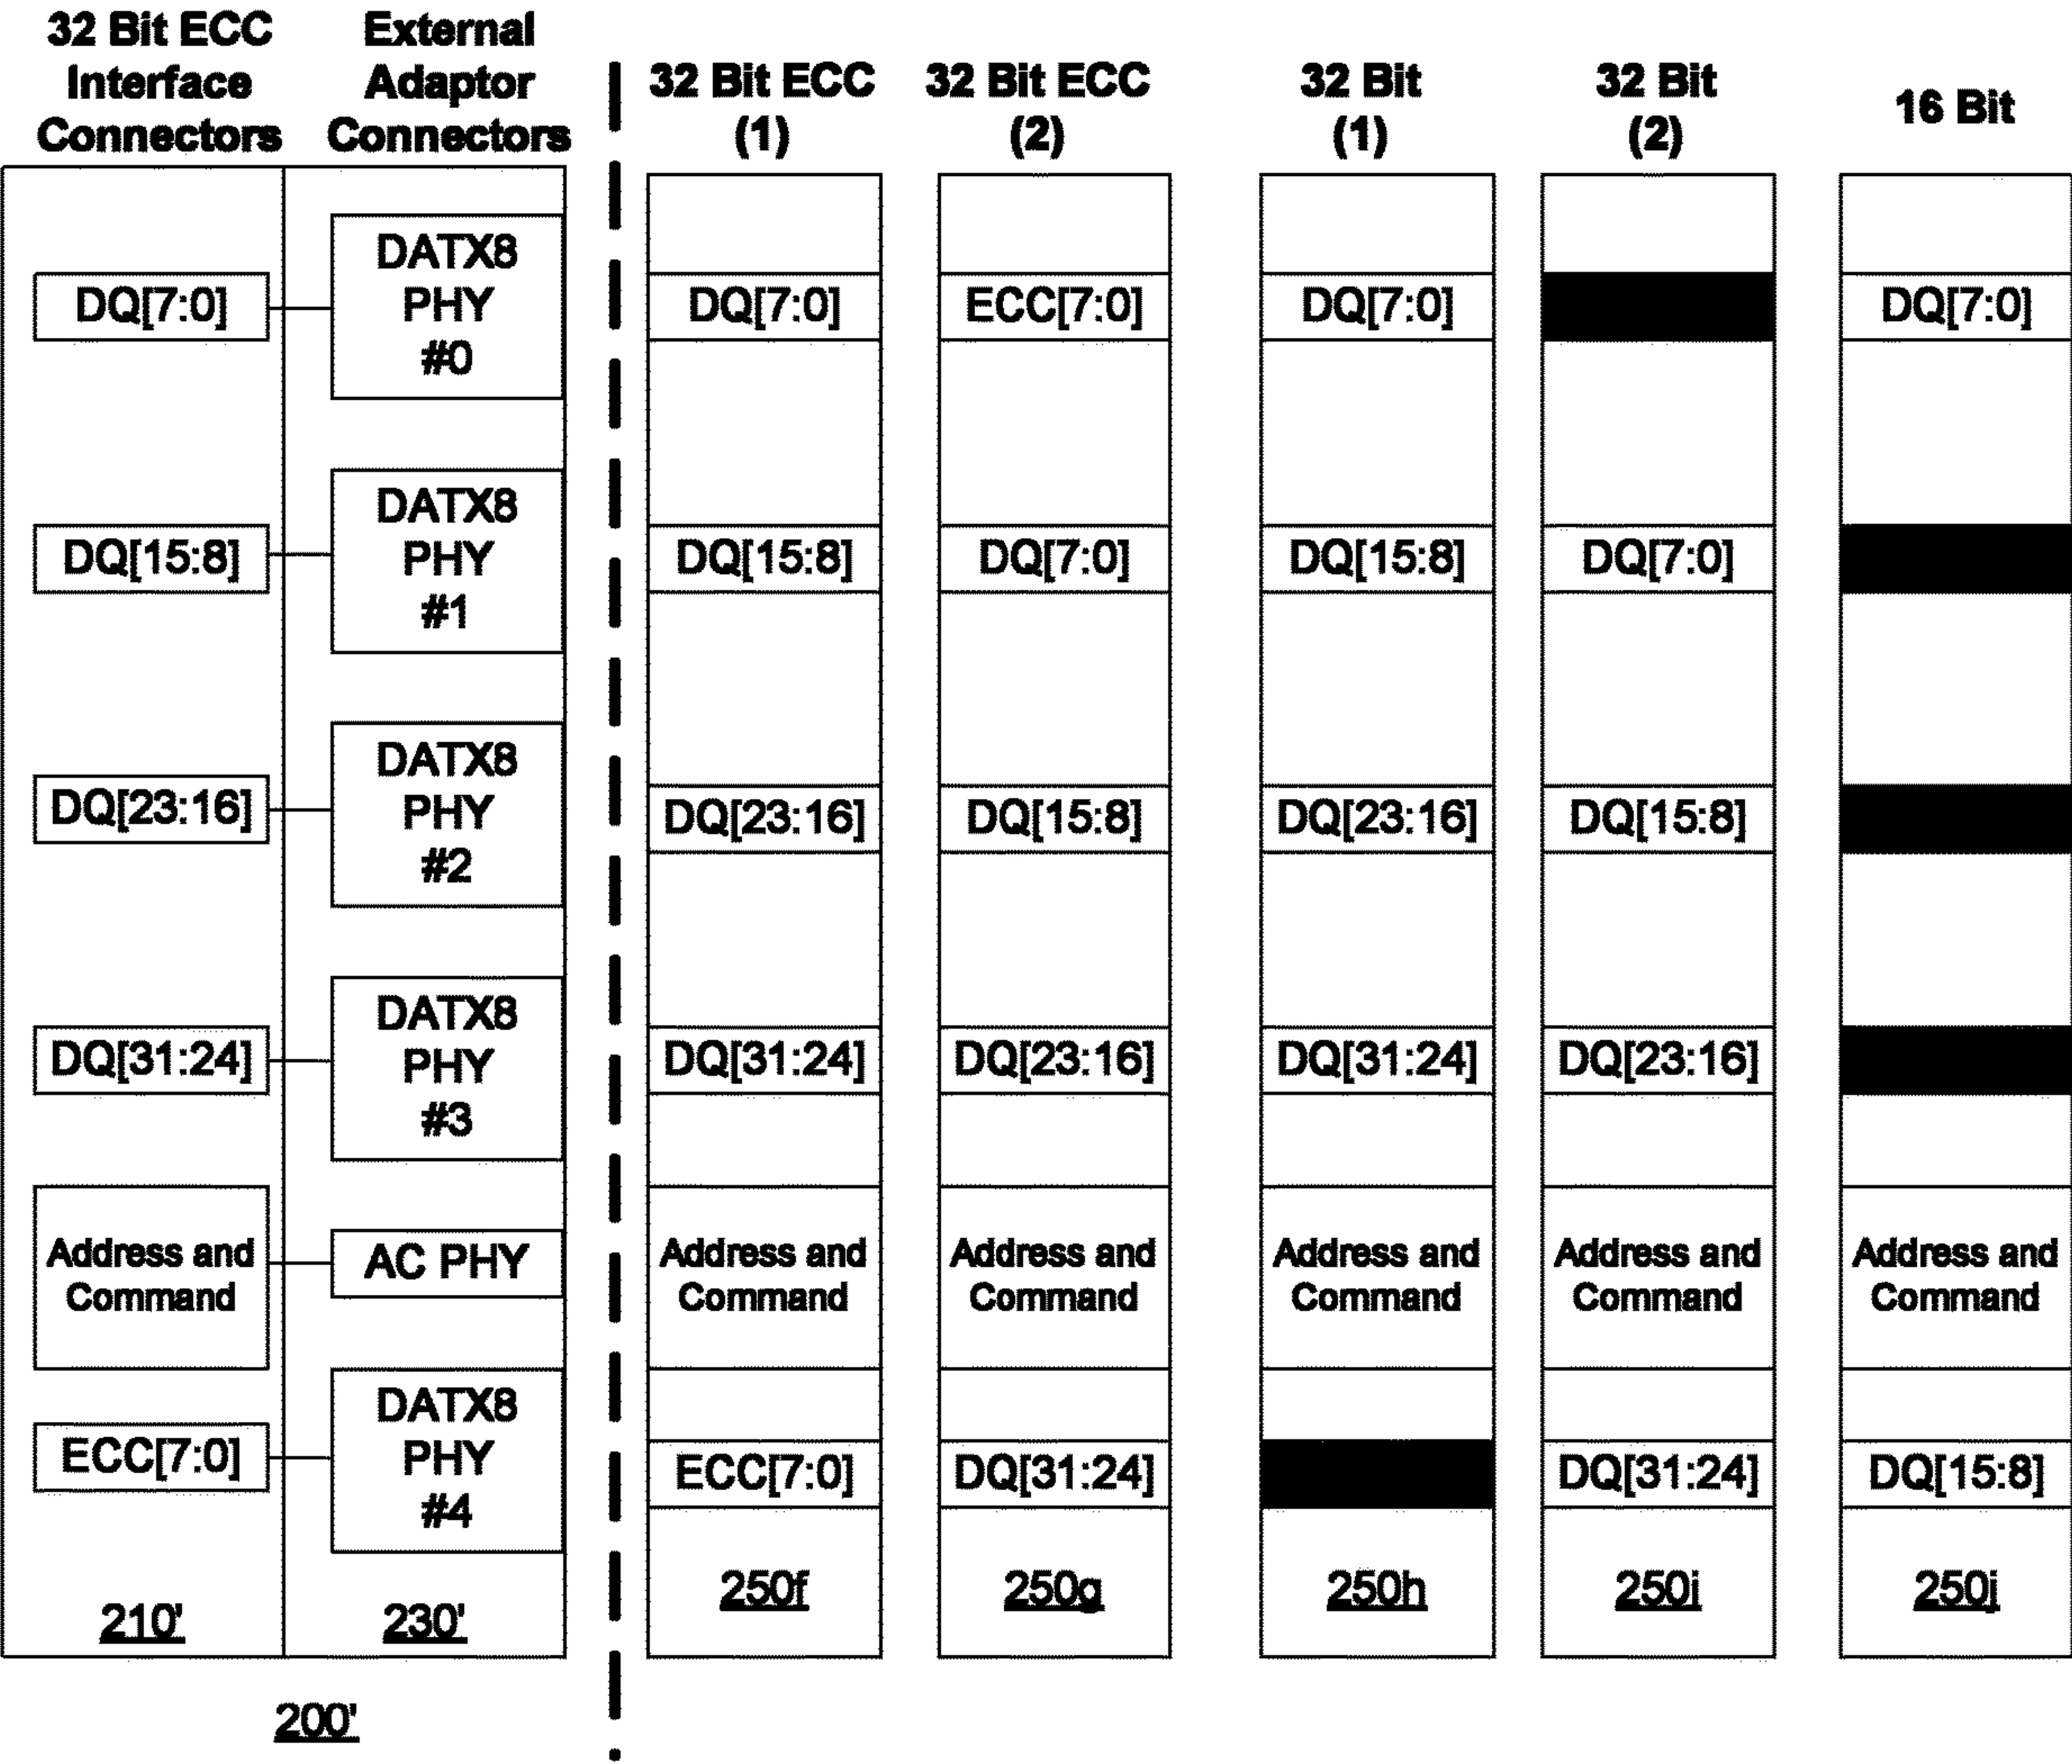 32 Bit ECC
Interface
Connectors
External
Adaptor
Connectors
32 Bit ECC
(1)
32 Bit ECC
(2)
32 Bit
(1)
32 Bit
(2)
16 Bit
DQ[7:0]
DATX8
PHY
#0
DQ[7:0]
ECC[7:0]
DQ[7:0]
DQ[7:0]
DQ[15:8]
DATX8
PHY
#1
DQ[15:8]
DQ[7:0]
DQ[15:8]
DQ[7:0]
DQ[23:16]
DATX8
PHY
#2
DQ[23:16]
DQ[15:8]
DQ[23:16]
DQ[15:8]
DQ[31:24]
DATX8
PHY
#3
DQ[31:24]
DQ[23:16]
DQ[31:24]
DQ[23:16]
Address and
Command
AC PHY
Address and
Command
Address and
Command
Address and
Command
Address and
Command
Address and
Command
ECC[7:0]
DATX8
PHY
#4
ECC[7:0]
DQ[31:24]
DQ[31:24]
DQ[15:8]
210'
230'
250f
250g
250h
250i
250j
200'